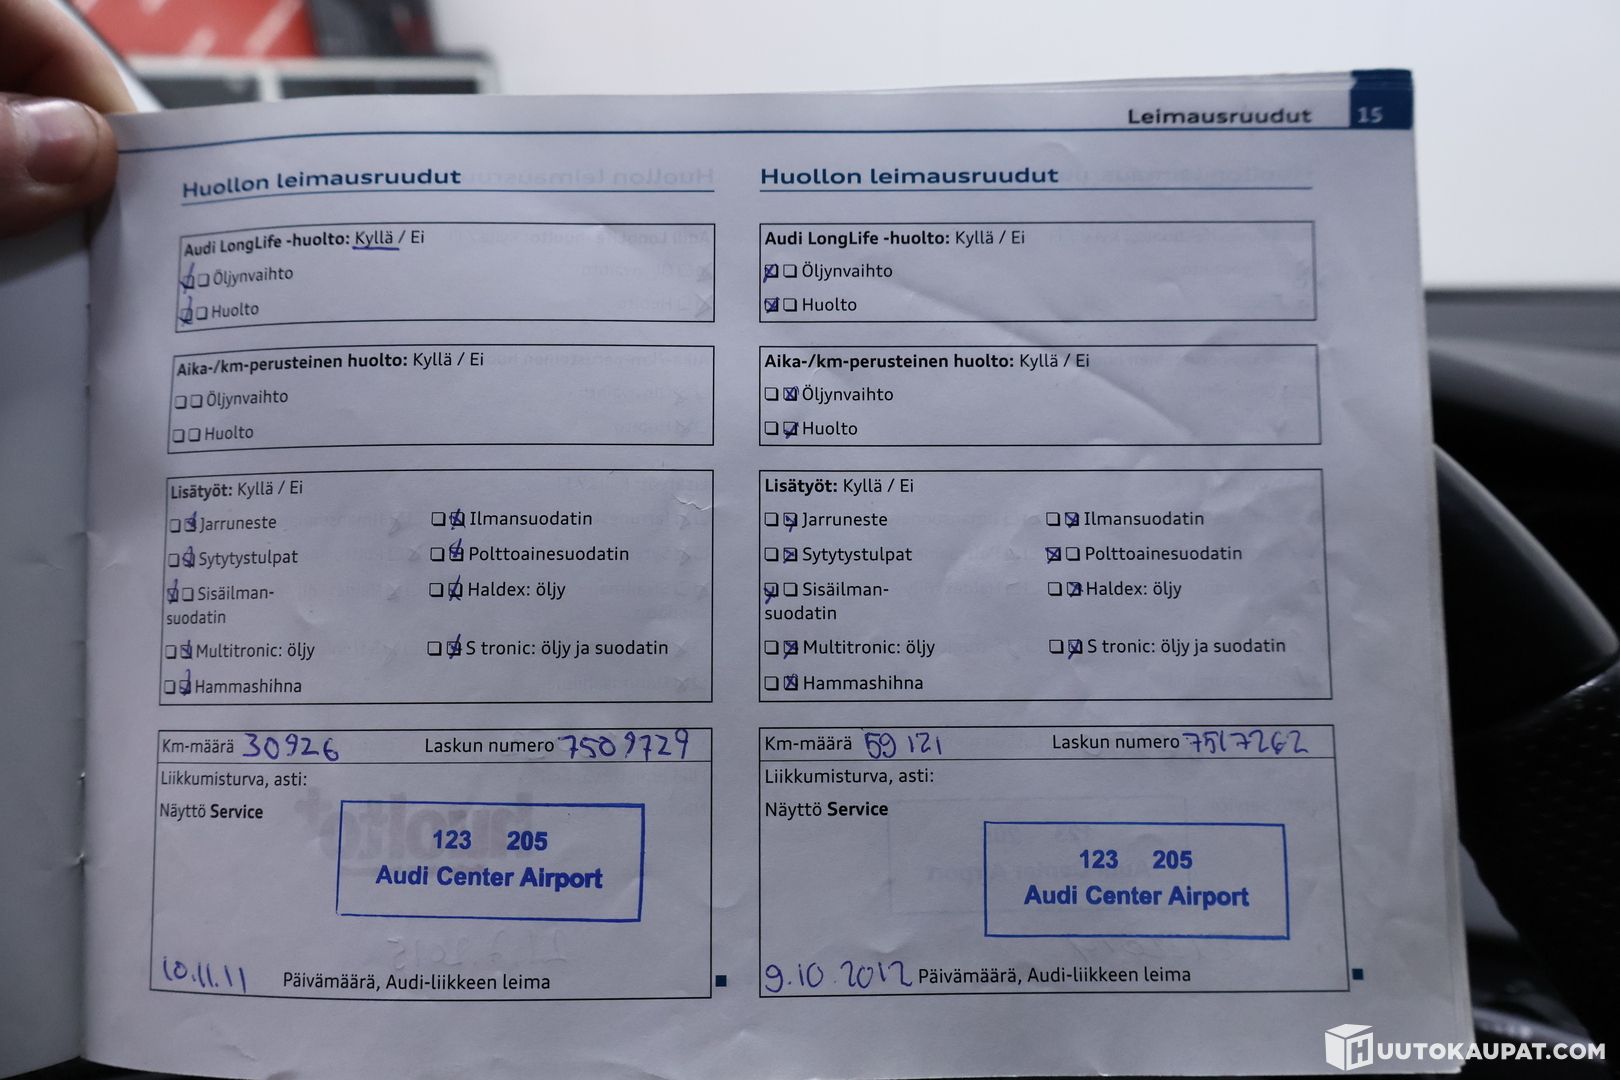 Leimausruudut 15
Huollon leimausruudut
Audi LongLife -huolto: Kyllä / Ei
Öljynvaihto
Huolto
Aika-/km-perusteinen huolto: Kyllä / Ei
Öljynvaihto
Huolto
Lisätyöt: Kyllä / Ei
Jarruneste Ilmansuodatin
Sytytystulpat Polttoainesuodatin
Sisäilman- Haldex: öljy
suodatin
Multitronic: öljy S tronic: öljy ja suodatin
Hammashihna
Km-määrä 30926 Laskun numero 7509729
Liikkumisturva, asti:
Näyttö Service
123 205
Audi Center Airport
10.11.11 Päivämäärä, Audi-liikkeen leima
Huollon leimausruudut
Audi LongLife -huolto: Kyllä / Ei
Öljynvaihto
Huolto
Aika-/km-perusteinen huolto: Kyllä / Ei
Öljynvaihto
Huolto
Lisätyöt: Kyllä / Ei
Jarruneste Ilmansuodatin
Sytytystulpat Polttoainesuodatin
Sisäilman- Haldex: öljy
suodatin
Multitronic: öljy S tronic: öljy ja suodatin
Hammashihna
Km-määrä 59121 Laskun numero 7517262
Liikkumisturva, asti:
Näyttö Service
123 205
Audi Center Airport
9.10.2012 Päivämäärä, Audi-liikkeen leima
HUUTOKAUPAT.COM